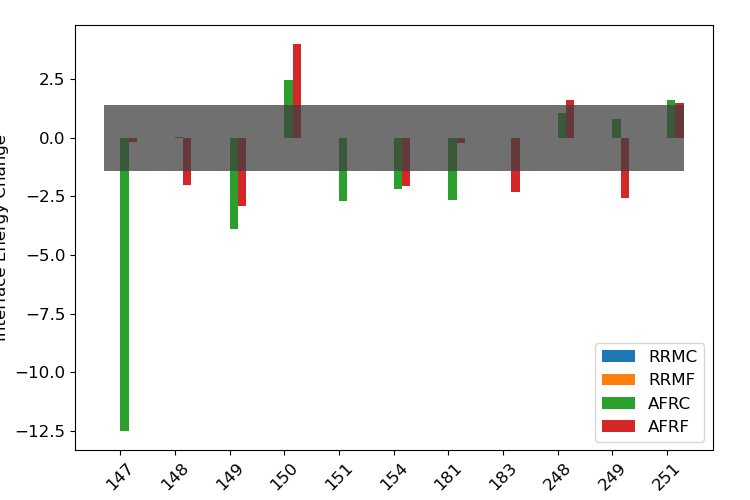 Interface Energy Change
2.5
0.0
−2.5
−5.0
−7.5
−10.0
−12.5
147 148 149 150 151 154 181 183 248 249 251
RRMC
RRMF
AFRC
AFRF